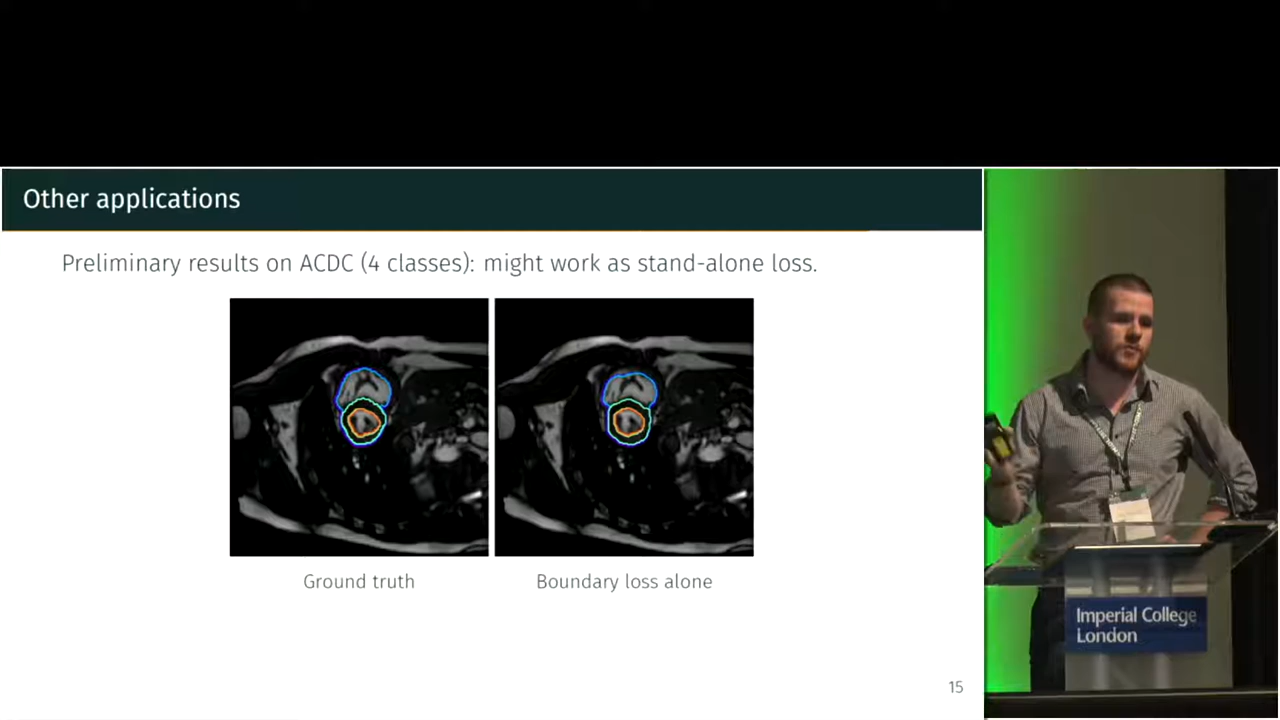 Other applications
Preliminary results on ACDC (4 classes): might work as stand-alone loss.
Ground truth
Boundary loss alone
15
Imperial College
London